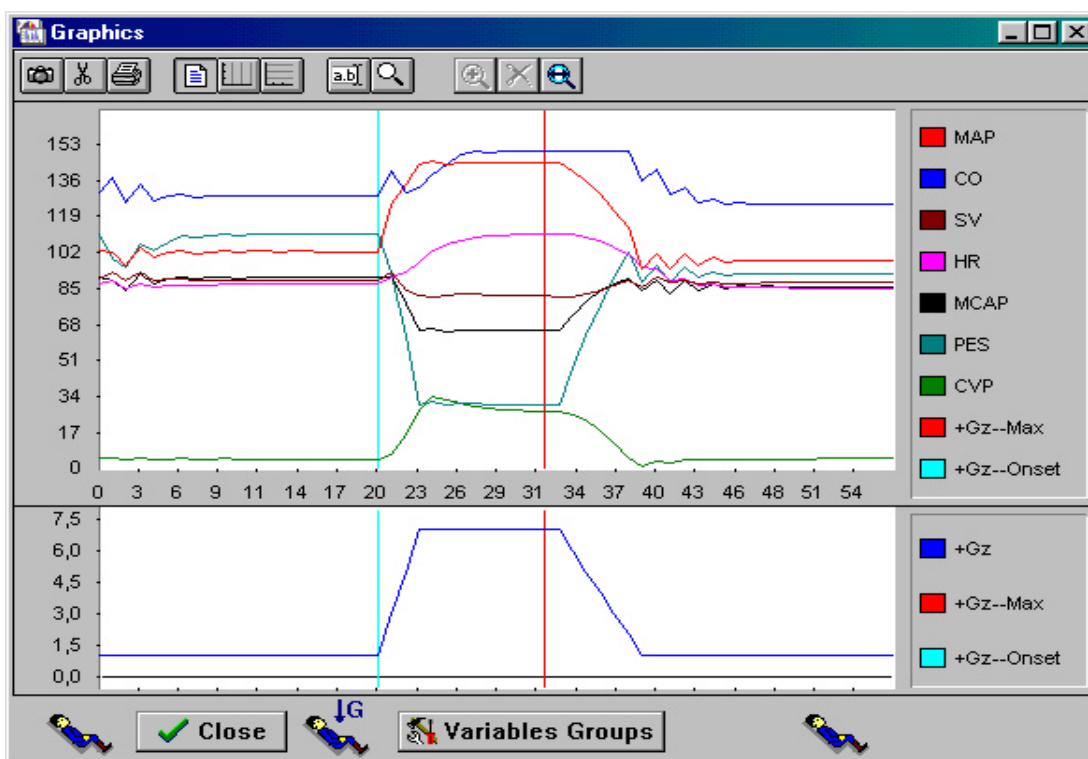 Graphics
a.b
153
136
119
102
85
68
51
34
17
0
0 3 6 9 11 14 17 20 23 26 29 31 34 37 40 43 46 48 51 54
MAP
CO
SV
HR
MCAP
PES
CVP
+Gz--Max
+Gz--Onset
7,5
6,0
4,5
3,0
1,5
0,0
+Gz
+Gz--Max
+Gz--Onset
Close
↓G
Variables Groups